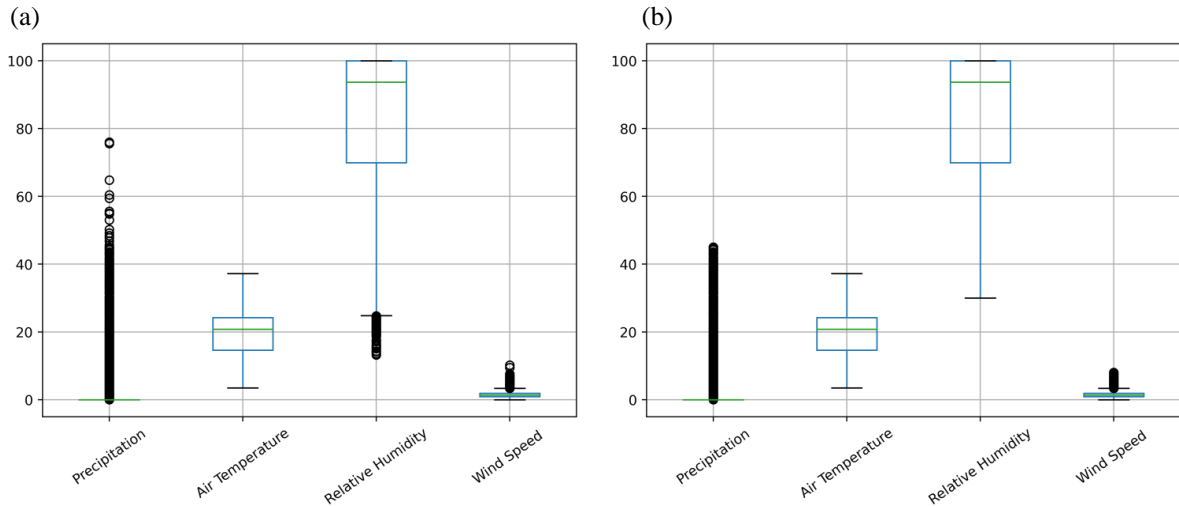 (a)
100
80
60
40
20
0
Precipitation
Air Temperature
Relative Humidity
Wind Speed
(b)
100
80
60
40
20
0
Precipitation
Air Temperature
Relative Humidity
Wind Speed